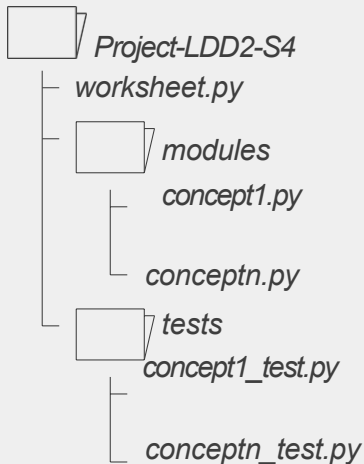 Project-LDD2-S4
worksheet.py
modules
concept1.py
conceptn.py
tests
concept1_test.py
conceptn_test.py